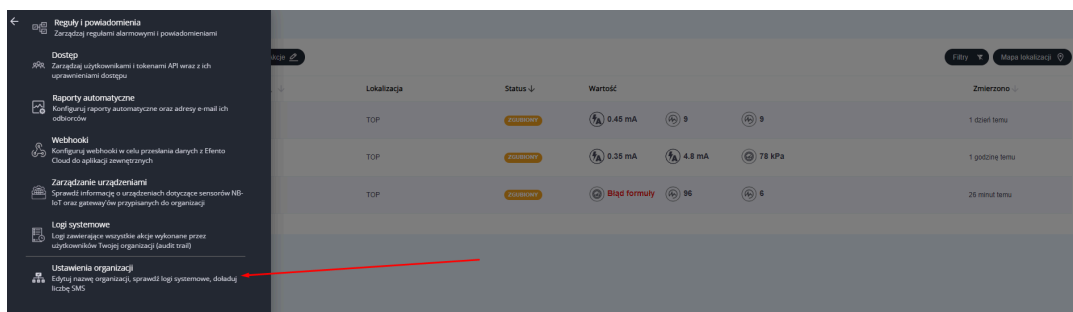 Reguły i powiadomienia
Zarządzaj regułami alarmowymi i powiadomieniami
Dostęp
Zarządzaj użytkownikami i tokenami API wraz z ich
uprawnieniami dostępu
Raporty automatyczne
Konfiguruj raporty automatyczne oraz adresy e-mail ich
odbiorców
Webhooki
Konfiguruj webhooki w celu przesłania danych z Efento
Cloud do aplikacji zewnętrznych
Zarządzanie urządzeniami
Sprawdź informację o urządzeniach dotyczące sensorów NB-
IoT oraz gateway'ów przypisanych do organizacji
Logi systemowe
Logi zawierające wszystkie akcje wykonane przez
użytkowników Twojej organizacji (audit trail)
Ustawienia organizacji
Edytuj nazwę organizacji, sprawdź logi systemowe, doładuj
liczbę SMS
kcje Filtry Mapa lokalizacji
Lokalizacja Status Wartość Zmierzono
TOP ZGUBIONY 0.45 mA 9 9 1 dzień temu
TOP ZGUBIONY 0.35 mA 4.8 mA 78 kPa 1 godzinę temu
TOP ZGUBIONY Błąd formuły 96 6 26 minut temu